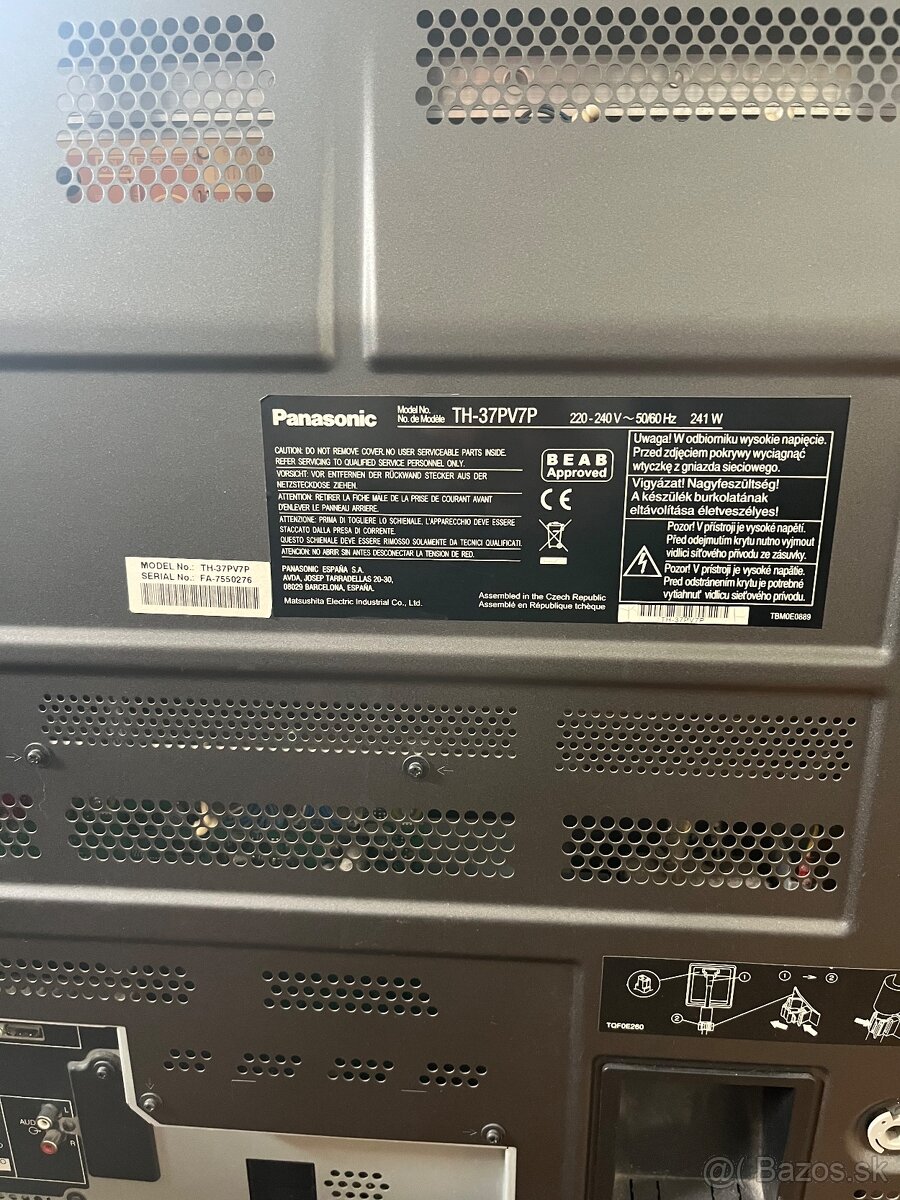 Panasonic
Model No.
No. de Modèle
TH-37PV7P
220 - 240 V ~ 50/60 Hz 241 W
CAUTION: DO NOT REMOVE COVER, NO USER SERVICEABLE PARTS INSIDE.
REFER SERVICING TO QUALIFIED SERVICE PERSONNEL ONLY.
VORSICHT: VOR ENTFERNEN DER RÜCKWAND STECKER AUS DER
NETZSTECKDOSE ZIEHEN.
ATTENTION: RETIRER LA FICHE MALE DE LA PRISE DE COURANT AVANT
D'ENLEVER LE PANNEAU ARRIERE.
ATTENZIONE: PRIMA DI TOGLIERE LO SCHIENALE, L'APPARECCHIO DEVE ESSERE
STACCATO DALLA PRESA DI CORRENTE.
QUESTO SCHIENALE DEVE ESSERE RIMOSSO SOLAMENTE DA TECNICI QUALIFICATI.
ATENCION: NO ABRIR SIN ANTES DESCONECTAR LA TENSION DE RED.
PANASONIC ESPAÑA S.A.
AVDA, JOSEP TARRADELLAS 20-30,
08029 BARCELONA, ESPAÑA.
Matsushita Electric Industrial Co., Ltd.
BEAB
Approved
CE
Assembled in the Czech Republic
Assemblé en République tchèque
Uwaga! W odbiorniku wysokie napięcie.
Przed zdjęciem pokrywy wyciągnąć
wtyczkę z gniazda sieciowego.
Vigyázat! Nagyfeszültség!
A készülék burkolatának
eltávolítása életveszélyes!
Pozor! V přístroji je vysoké napětí.
Před odejmutím krytu nutno vyjmout
vidlici síťového přívodu ze zásuvky.
Pozor! V prístroji je vysoké napätie.
Pred odstránením krytu je potrebné
vytiahnuť vidlicu sieťového prívodu.
TH-37PV7P
TBM0E0889
MODEL No.: TH-37PV7P
SERIAL No.: FA-7550276
1
1 → 2
2
TQF0E260
L
AUD
R
@ Bazos.sk